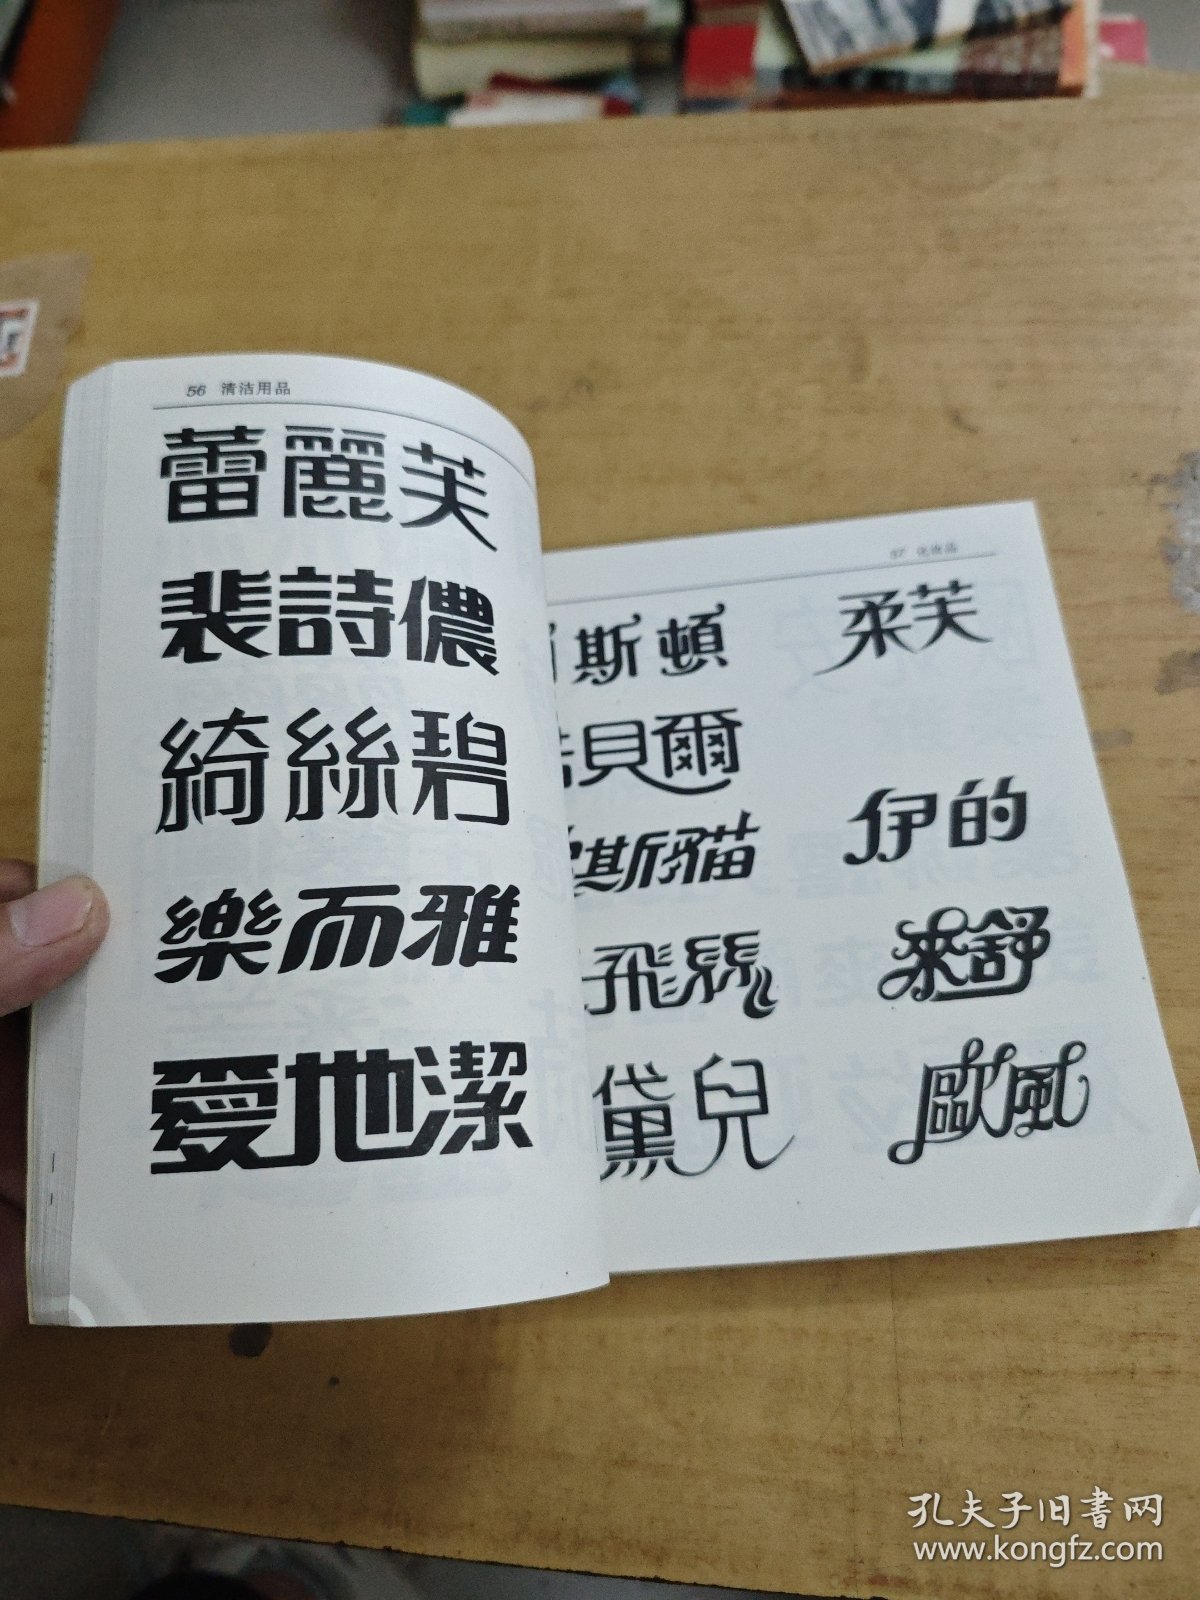 56 清洁用品
蕾麗芙
裴詩儂
綺絲碧
樂而雅
愛地潔
57 化妆品
斯頓
柔芙
貝爾
伊的
斯貓
飛絲
來舒
黛兒
歐風
孔夫子旧书网
www.kongfz.com